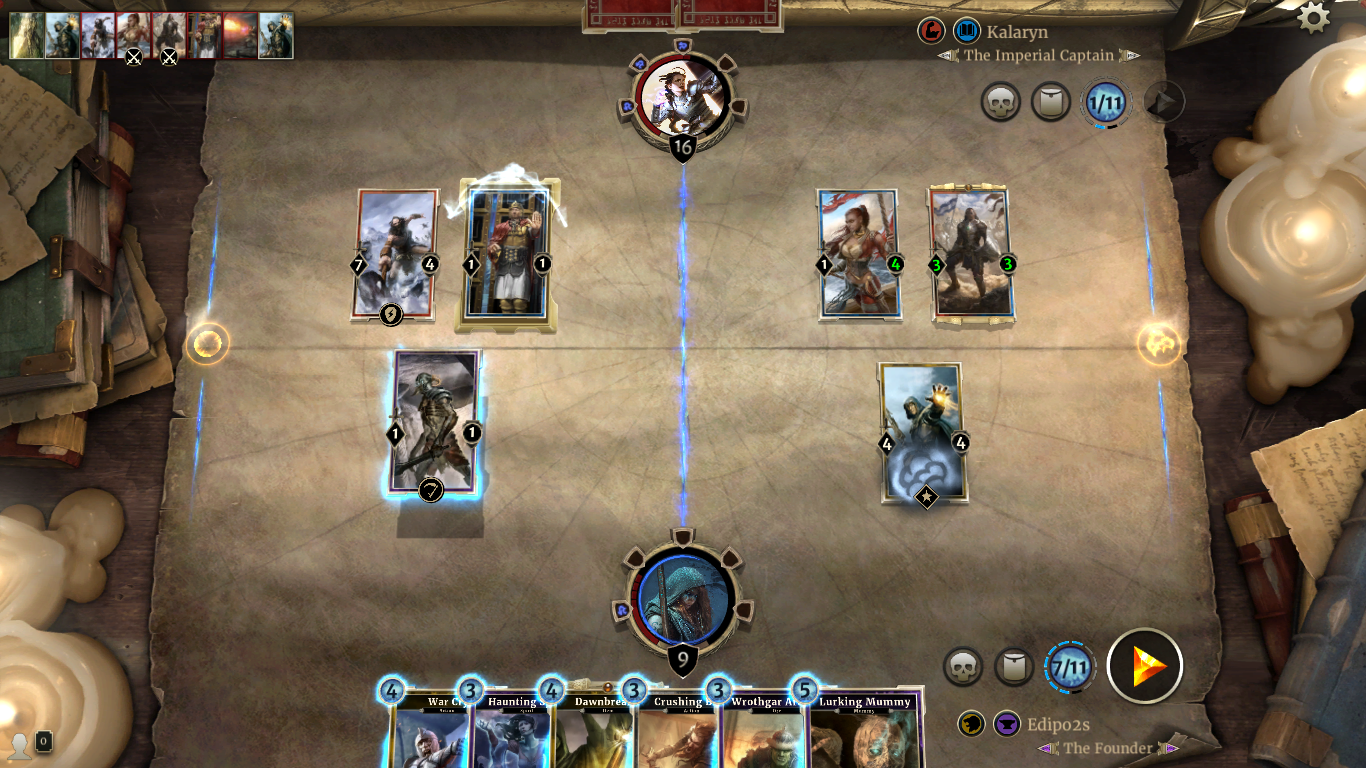 Kalaryn
The Imperial Captain
1/11
16
7 4 1 1
1 4 3 3
1 1
4 4
9
7/11
4 3 4 3 3 5
War C
Haunting S
Dawnbrea
Crushing B
Wrothgar A
Lurking Mummy
Edipo2s
The Founder
0